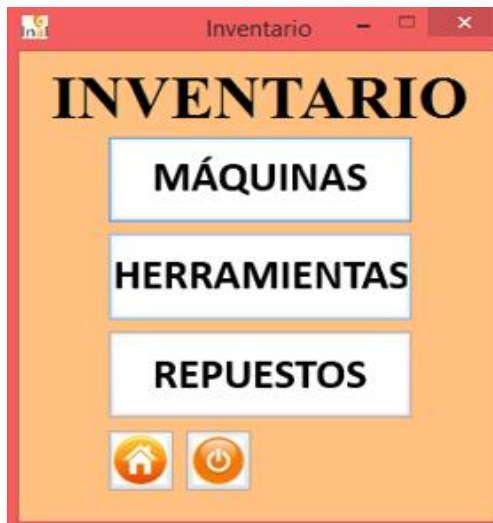 Inventario
INVENTARIO
MÁQUINAS
HERRAMIENTAS
REPUESTOS